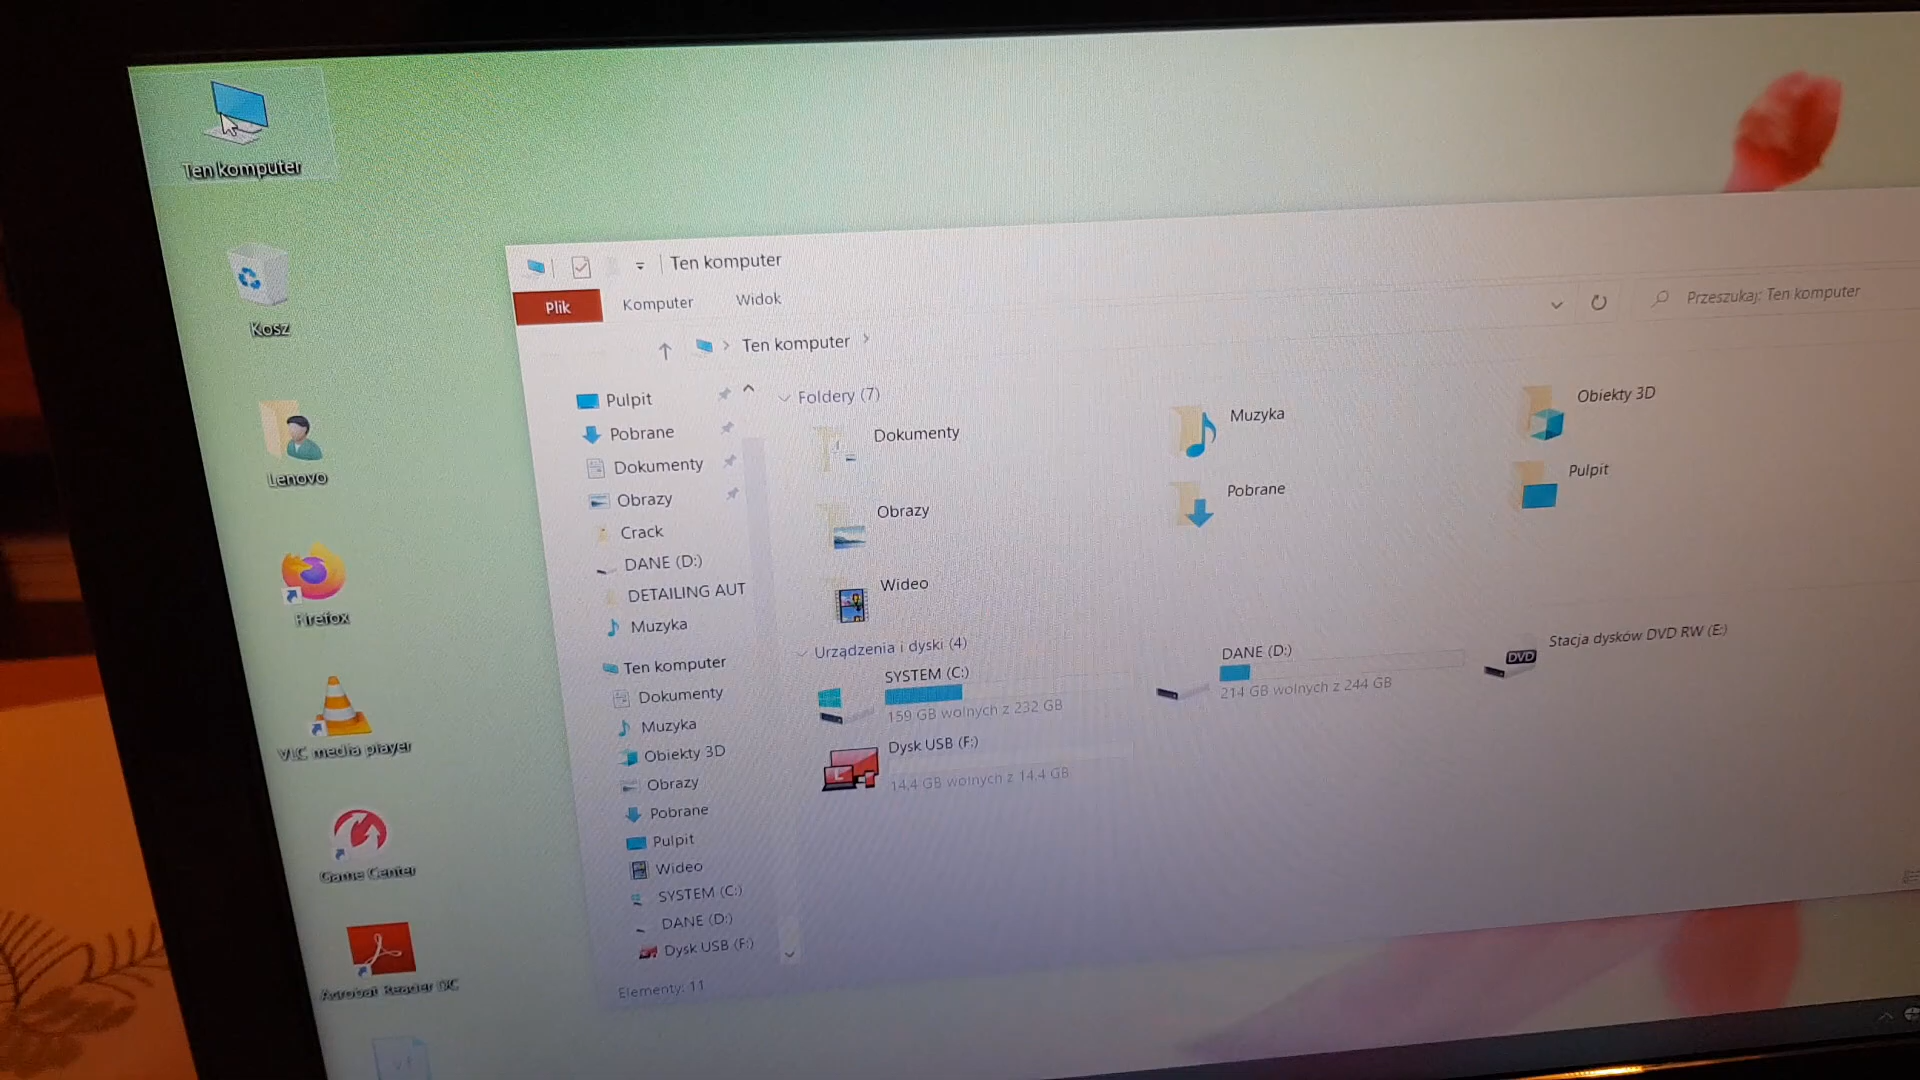 Ten komputer
Kosz
Lenovo
Firefox
VLC media player
Game Center
Acrobat Reader DC
Ten komputer
Plik
Komputer
Widok
Ten komputer
Przeszukaj: Ten komputer
Pulpit
Pobrane
Dokumenty
Obrazy
Crack
DANE (D:)
DETAILING AUT
Muzyka
Ten komputer
Dokumenty
Muzyka
Obiekty 3D
Obrazy
Pobrane
Pulpit
Wideo
SYSTEM (C:)
DANE (D:)
Dysk USB (F:)
Foldery (7)
Dokumenty
Muzyka
Obiekty 3D
Obrazy
Pobrane
Pulpit
Wideo
Urządzenia i dyski (4)
SYSTEM (C:)
159 GB wolnych z 232 GB
DANE (D:)
214 GB wolnych z 244 GB
DVD
Stacja dysków DVD RW (E:)
Dysk USB (F:)
14,4 GB wolnych z 14,4 GB
Elementy: 11